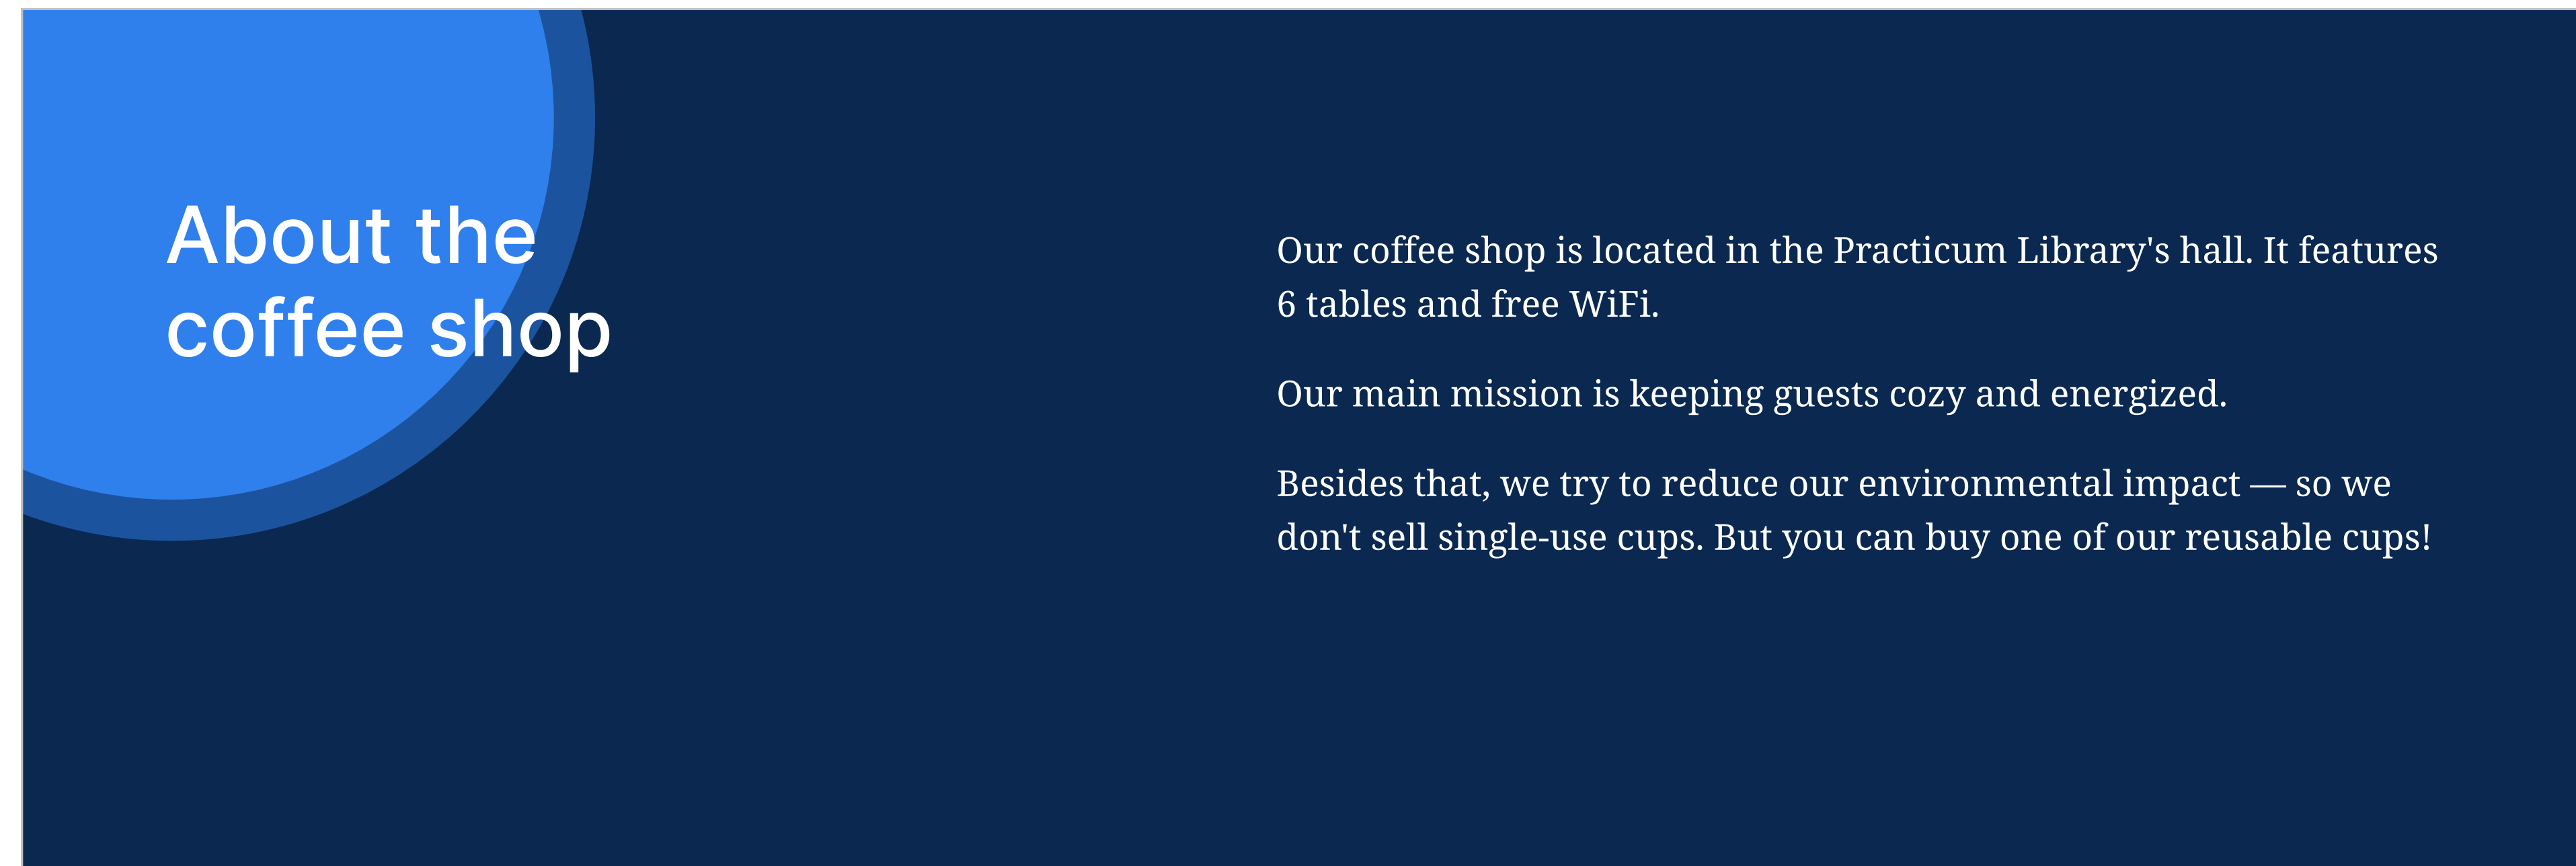 About the
coffee shop
Our coffee shop is located in the Practicum Library's hall. It features
6 tables and free WiFi.
Our main mission is keeping guests cozy and energized.
Besides that, we try to reduce our environmental impact — so we
don't sell single-use cups. But you can buy one of our reusable cups!